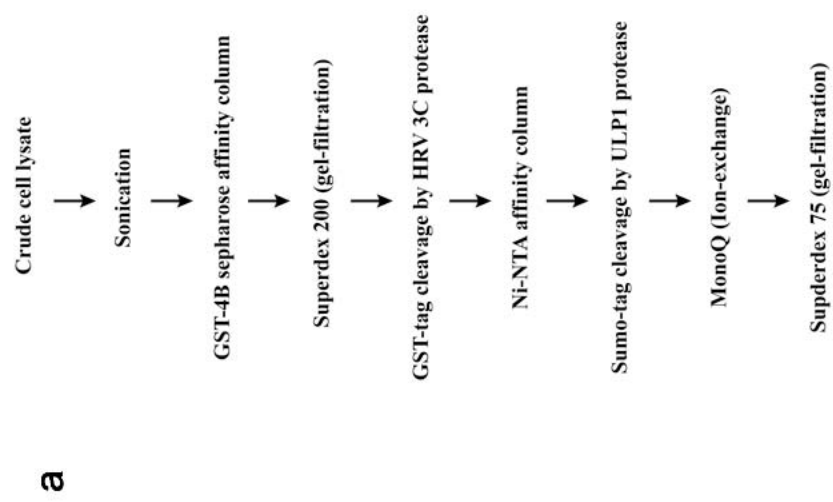 a
Crude cell lysate
Sonication
GST-4B sepharose affinity column
Superdex 200 (gel-filtration)
GST-tag cleavage by HRV 3C protease
Ni-NTA affinity column
Sumo-tag cleavage by ULP1 protease
MonoQ (Ion-exchange)
Supderdex 75 (gel-filtration)